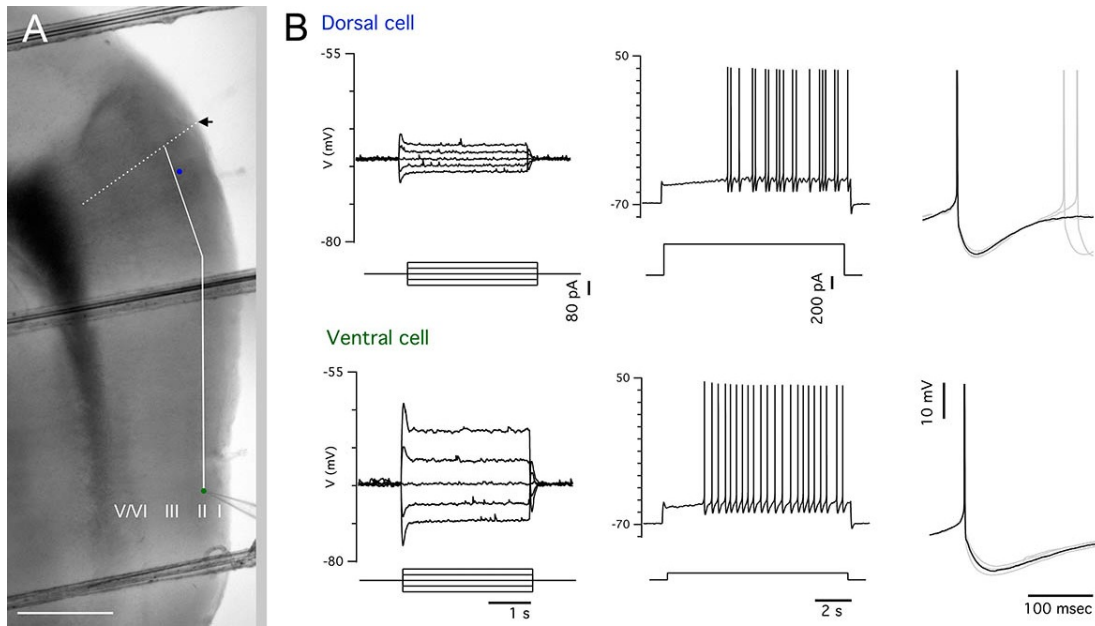 A
V/VI III II I
B
Dorsal cell
-55
V (mV)
-80
80 pA
50
-70
200 pA
Ventral cell
-55
V (mV)
-80
1 s
50
-70
2 s
10 mV
100 msec